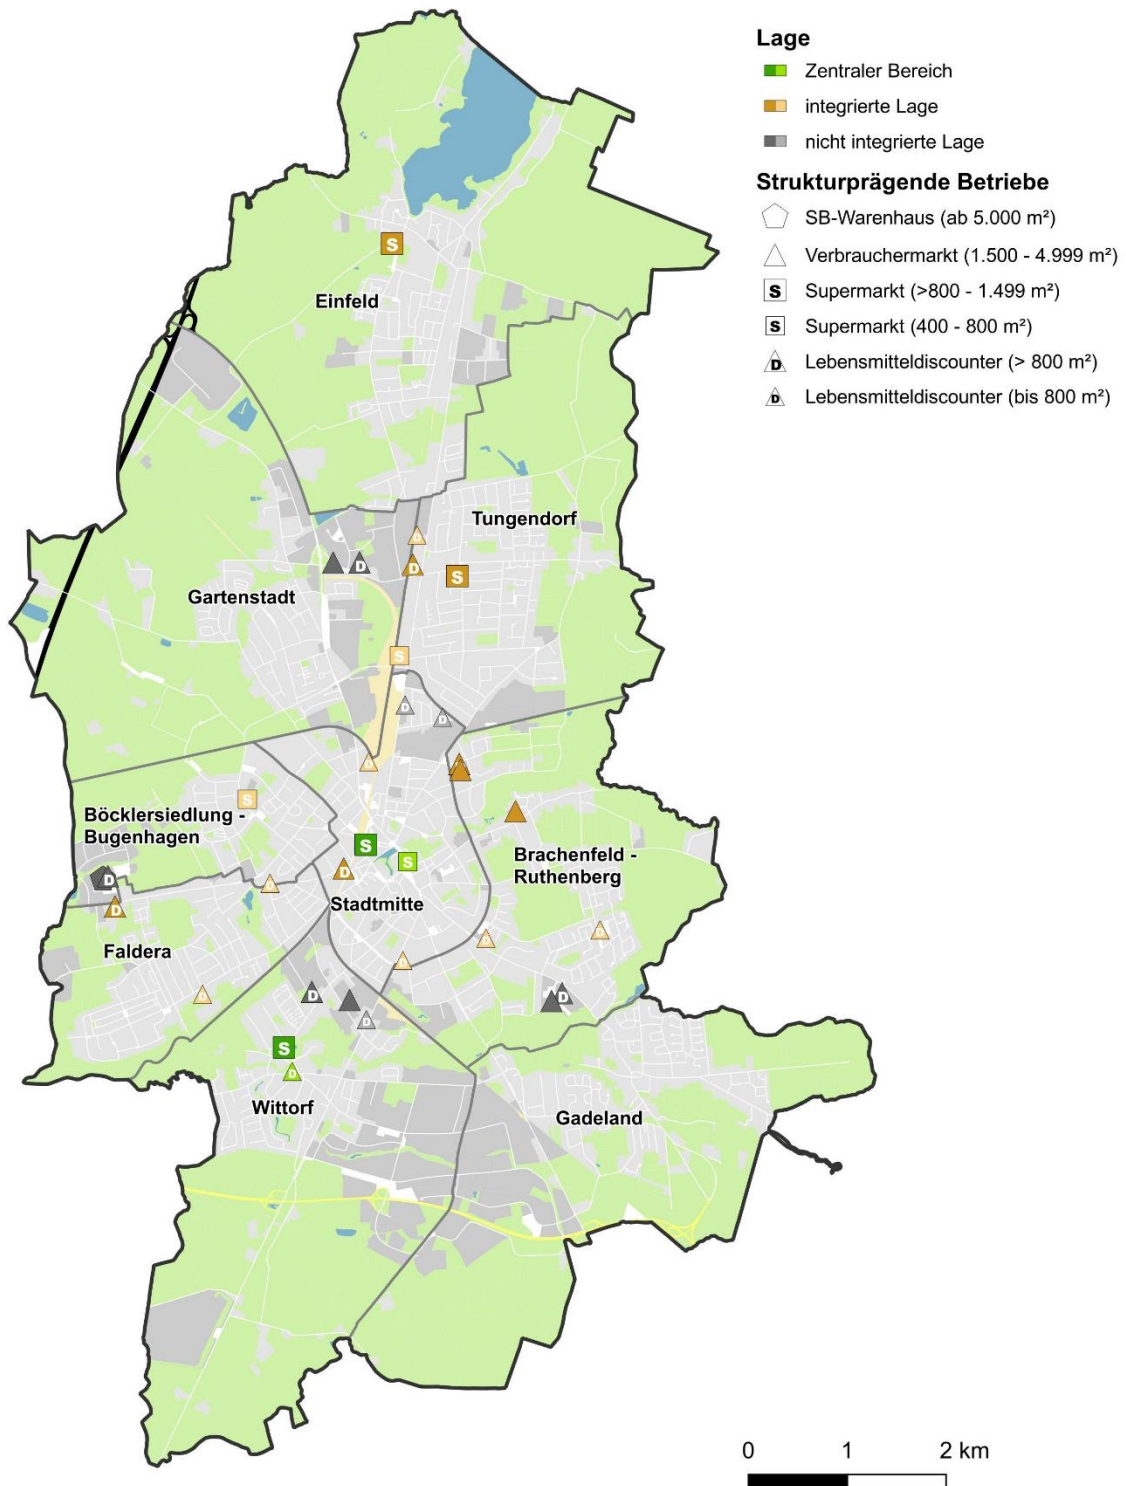 Lage
Zentraler Bereich
integrierte Lage
nicht integrierte Lage
Strukturprägende Betriebe
SB-Warenhaus (ab 5.000 m²)
Verbrauchermarkt (1.500 - 4.999 m²)
S Supermarkt (>800 - 1.499 m²)
S Supermarkt (400 - 800 m²)
D Lebensmitteldiscounter (> 800 m²)
D Lebensmitteldiscounter (bis 800 m²)
S
Einfeld
Tungendorf
D
D
D
S
Gartenstadt
S
D
D
D
S
Böcklersiedlung -
Bugenhagen
S
S
Brachenfeld -
Ruthenberg
D
D
D
D
Stadtmitte
D
D
Faldera
D
D
D
D
D
S
D
Wittorf
Gadeland
0 1 2 km